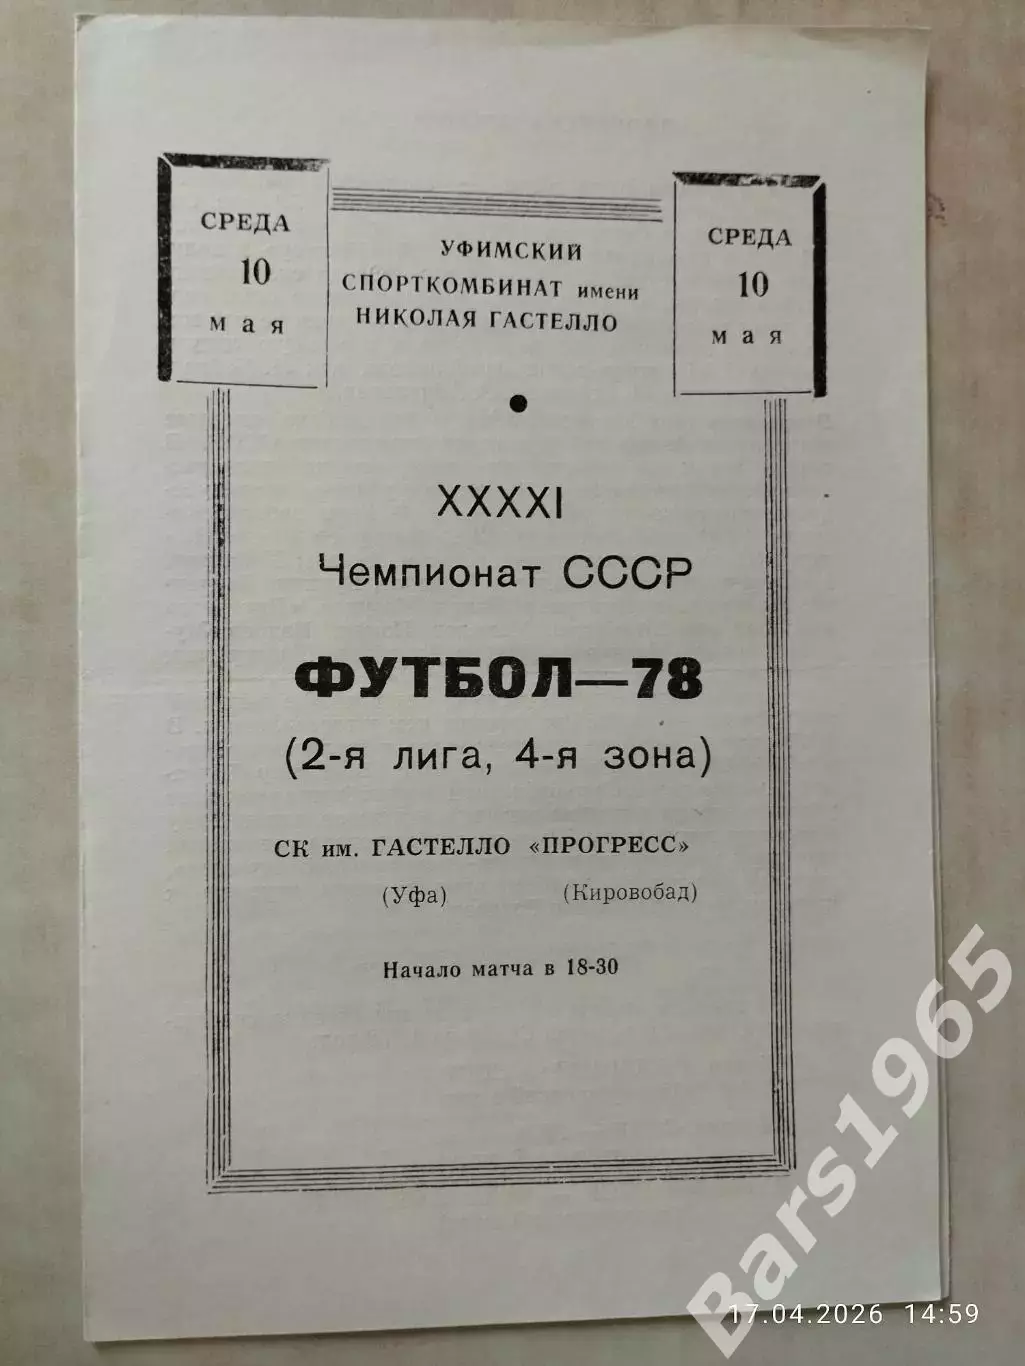 СРЕДА
10
мая
УФИМСКИЙ
СПОРТКОМБИНАТ имени
НИКОЛАЯ ГАСТЕЛЛО
СРЕДА
10
мая
XXXXI
Чемпионат СССР
ФУТБОЛ—78
(2-я лига, 4-я зона)
СК им. ГАСТЕЛЛО «ПРОГРЕСС»
(Уфа) (Кировобад)
Начало матча в 18-30
Bars1965
17.04.2026 14:59